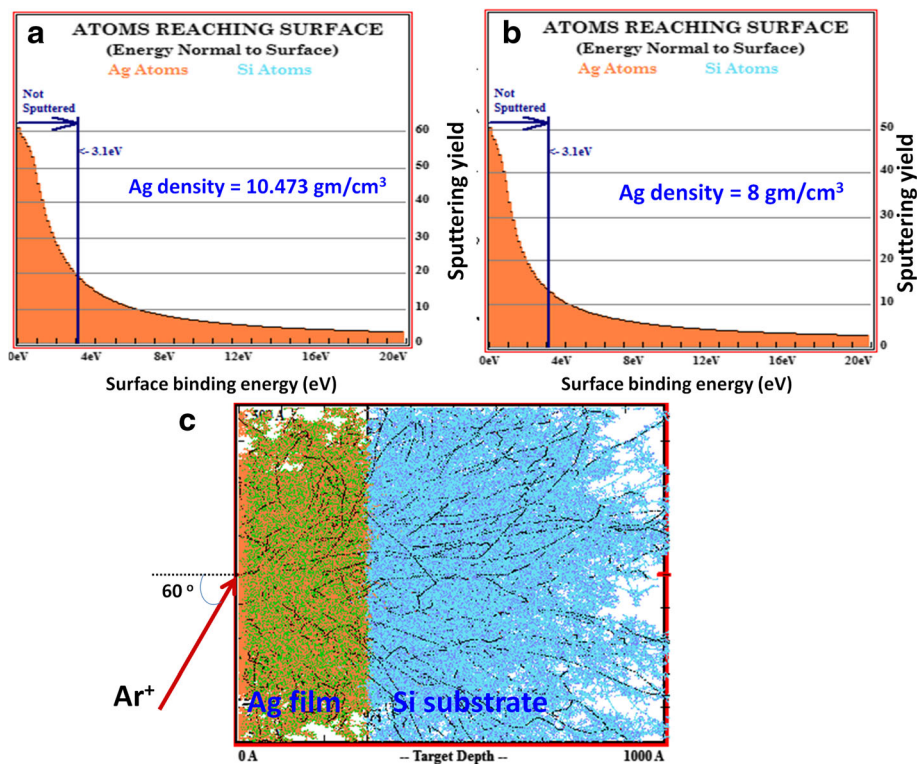 a
ATOMS REACHING SURFACE
(Energy Normal to Surface)
Ag Atoms Si Atoms
Not
Sputtered
<- 3.1eV
Ag density = 10.473 gm/cm³
60
50
40
30
20
10
0
0eV 4eV 8eV 12eV 16eV 20eV
Surface binding energy (eV)
Sputtering yield
b
ATOMS REACHING SURFACE
(Energy Normal to Surface)
Ag Atoms Si Atoms
Not
Sputtered
<- 3.1eV
Ag density = 8 gm/cm³
50
40
30
20
10
0
0eV 4eV 8eV 12eV 16eV 20eV
Surface binding energy (eV)
Sputtering yield
c
60 °
Ar⁺
Ag film Si substrate
0 A -- Target Depth -- 1000 A